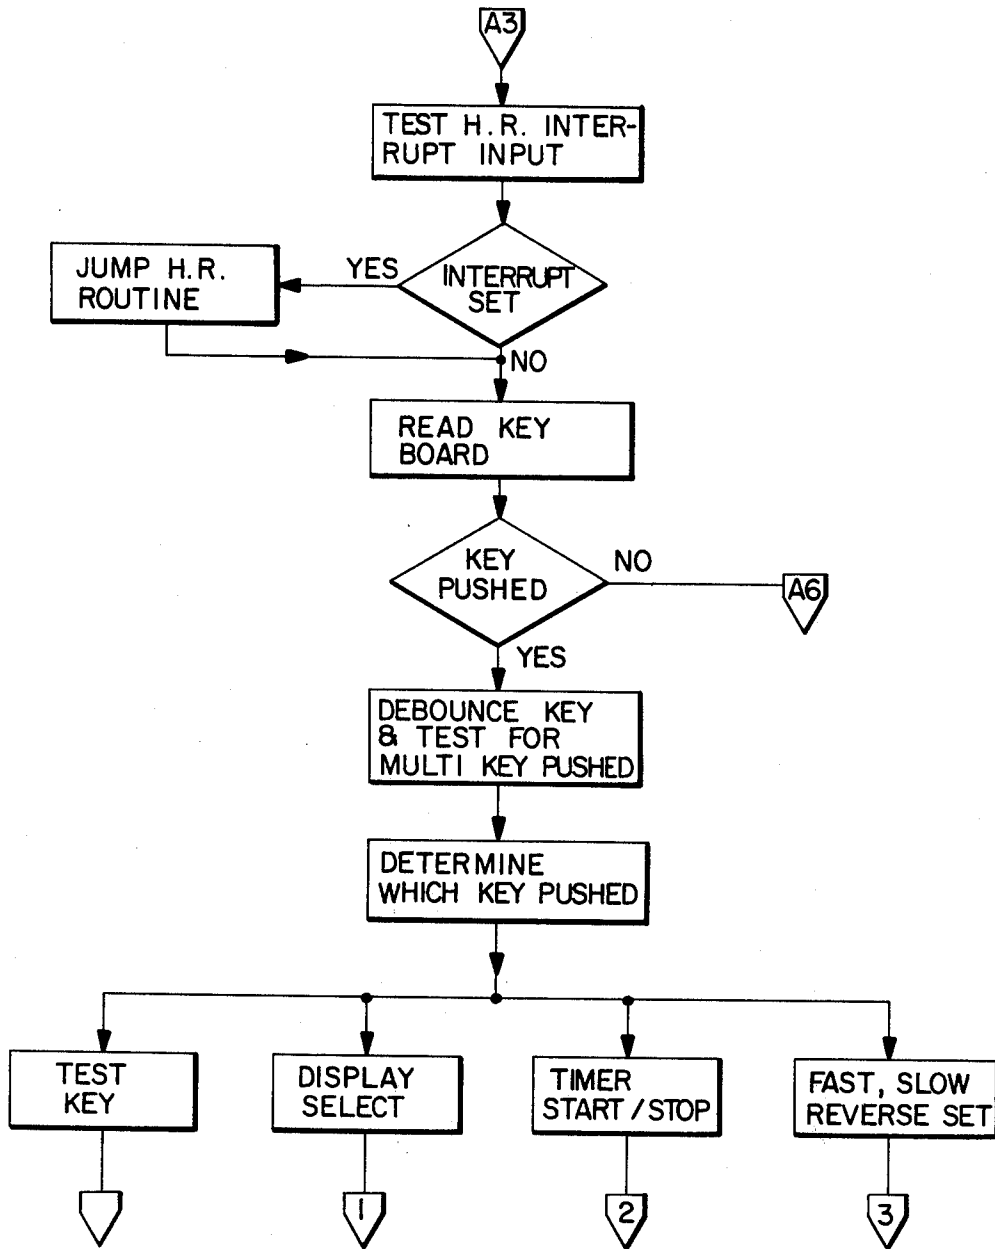 A3
TEST H.R. INTER-
RUPT INPUT
INTERRUPT
SET
YES
JUMP H.R.
ROUTINE
NO
READ KEY
BOARD
KEY
PUSHED
NO
A6
YES
DEBOUNCE KEY
& TEST FOR
MULTI KEY PUSHED
DETERMINE
WHICH KEY PUSHED
TEST
KEY
DISPLAY
SELECT
TIMER
START/STOP
FAST, SLOW
REVERSE SET
1
2
3